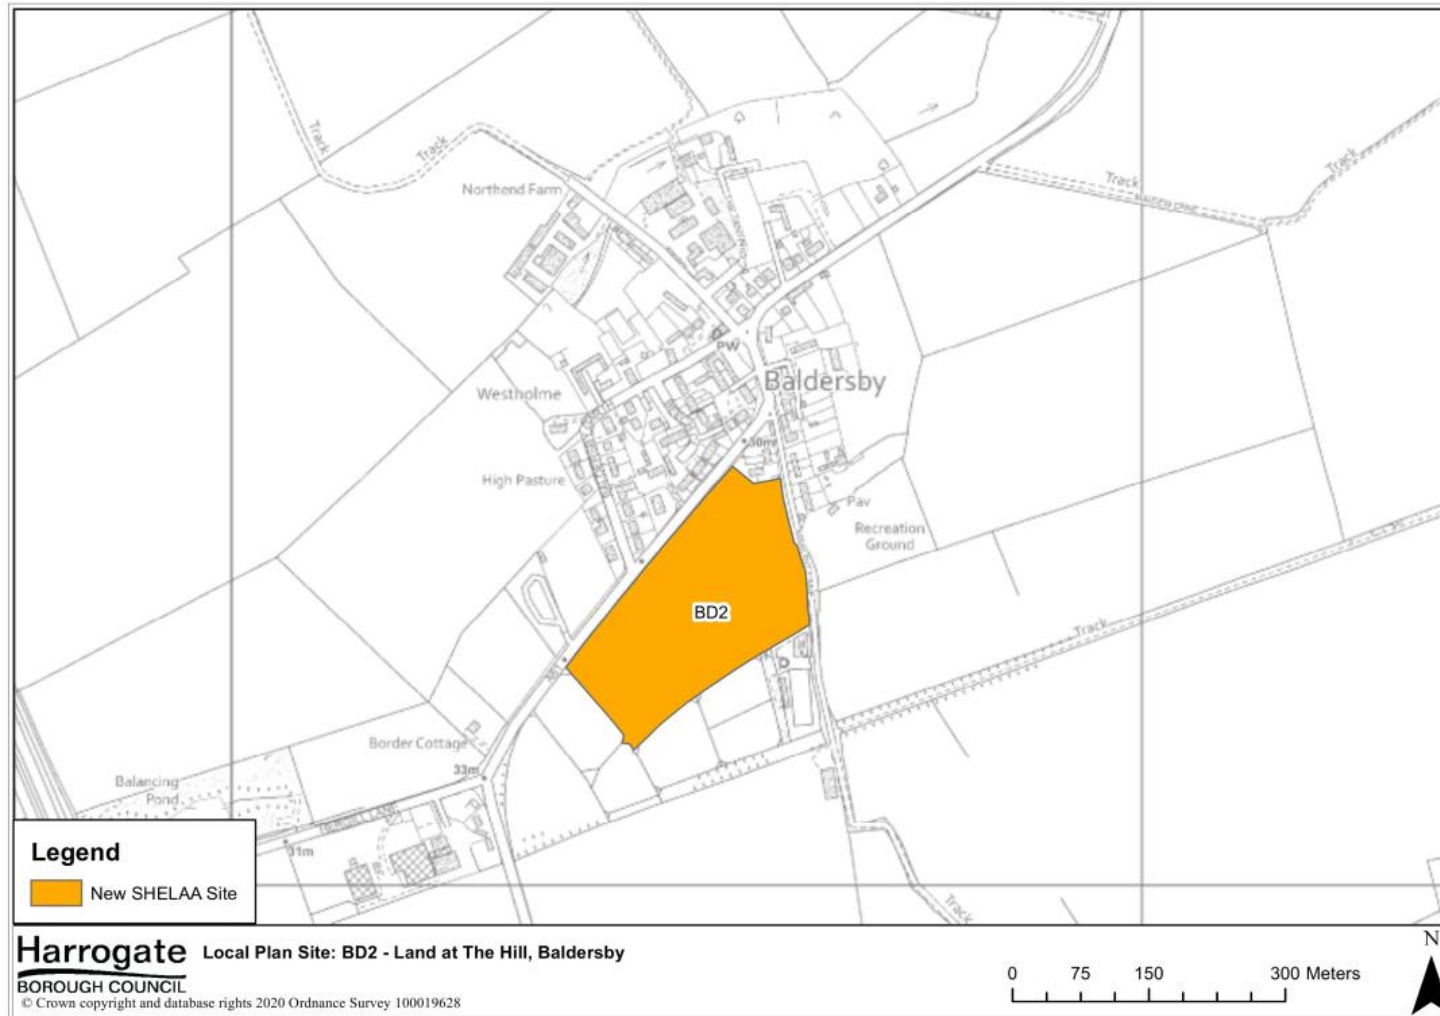 Track
Track
Track
Track
Northend Farm
PW
Baldersby
Westholme
30m
High Pasture
Pav
Recreation
Ground
BD2
Track
Border Cottage
33m
Balancing
Pond
31m
Track
Legend
New SHELAA Site
Harrogate
BOROUGH COUNCIL
Local Plan Site: BD2 - Land at The Hill, Baldersby
© Crown copyright and database rights 2020 Ordnance Survey 100019628
0 75 150 300 Meters
N